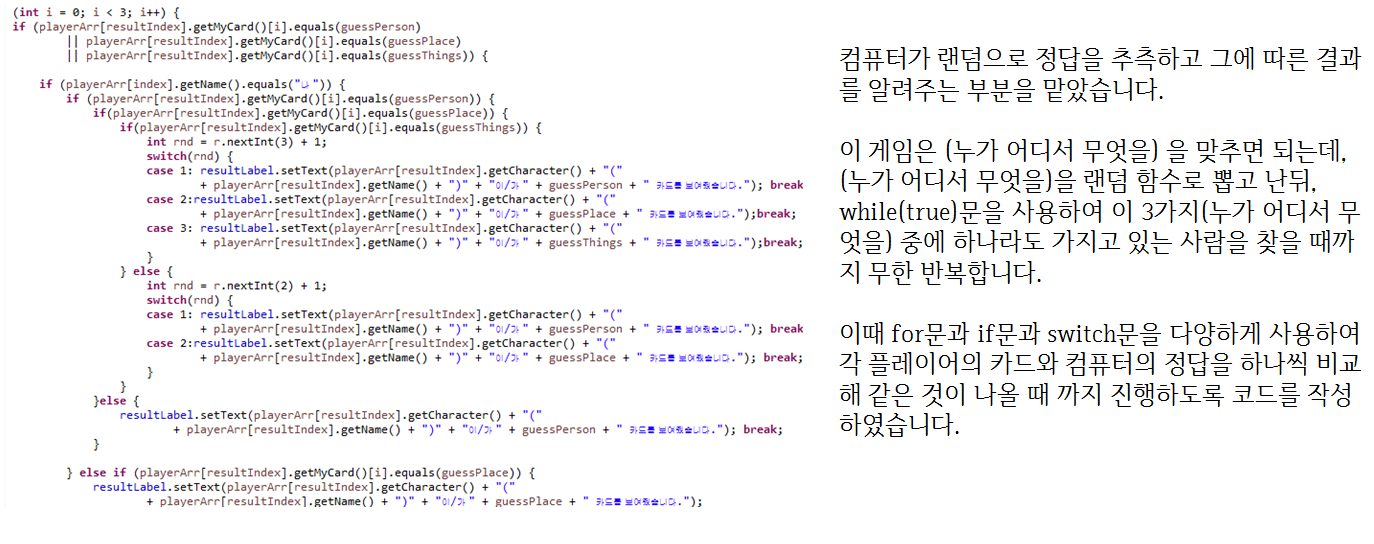 (int i = 0; i < 3; i++) {
if (playerArr[resultIndex].getMyCard()[i].equals(guessPerson)
|| playerArr[resultIndex].getMyCard()[i].equals(guessPlace)
|| playerArr[resultIndex].getMyCard()[i].equals(guessThings)) {
if (playerArr[index].getName().equals("나")) {
if (playerArr[resultIndex].getMyCard()[i].equals(guessPerson)) {
if(playerArr[resultIndex].getMyCard()[i].equals(guessPlace)) {
if(playerArr[resultIndex].getMyCard()[i].equals(guessThings)) {
int rnd = r.nextInt(3) + 1;
switch(rnd) {
case 1: resultLabel.setText(playerArr[resultIndex].getCharacter() + "("
+ playerArr[resultIndex].getName() + ")" + "이/가 " + guessPerson + " 카드를 보여줬습니다."); break
case 2:resultLabel.setText(playerArr[resultIndex].getCharacter() + "("
+ playerArr[resultIndex].getName() + ")" + "이/가 " + guessPlace + " 카드를 보여줬습니다.");break;
case 3: resultLabel.setText(playerArr[resultIndex].getCharacter() + "("
+ playerArr[resultIndex].getName() + ")" + "이/가 " + guessThings + " 카드를 보여줬습니다.");break;
}
} else {
int rnd = r.nextInt(2) + 1;
switch(rnd) {
case 1: resultLabel.setText(playerArr[resultIndex].getCharacter() + "("
+ playerArr[resultIndex].getName() + ")" + "이/가 " + guessPerson + " 카드를 보여줬습니다."); break
case 2:resultLabel.setText(playerArr[resultIndex].getCharacter() + "("
+ playerArr[resultIndex].getName() + ")" + "이/가 " + guessPlace + " 카드를 보여줬습니다."); break;
}
}
}else {
resultLabel.setText(playerArr[resultIndex].getCharacter() + "("
+ playerArr[resultIndex].getName() + ")" + "이/가 " + guessPerson + " 카드를 보여줬습니다."); break;
}
} else if (playerArr[resultIndex].getMyCard()[i].equals(guessPlace)) {
resultLabel.setText(playerArr[resultIndex].getCharacter() + "("
+ playerArr[resultIndex].getName() + ")" + "이/가 " + guessPlace + " 카드를 보여줬습니다.");
컴퓨터가 랜덤으로 정답을 추측하고 그에 따른 결과
를 알려주는 부분을 맡았습니다.
이 게임은 (누가 어디서 무엇을) 을 맞추면 되는데,
(누가 어디서 무엇을)을 랜덤 함수로 뽑고 난뒤,
while(true)문을 사용하여 이 3가지(누가 어디서 무
엇을) 중에 하나라도 가지고 있는 사람을 찾을 때까
지 무한 반복합니다.
이때 for문과 if문과 switch문을 다양하게 사용하여
각 플레이어의 카드와 컴퓨터의 정답을 하나씩 비교
해 같은 것이 나올 때 까지 진행하도록 코드를 작성
하였습니다.